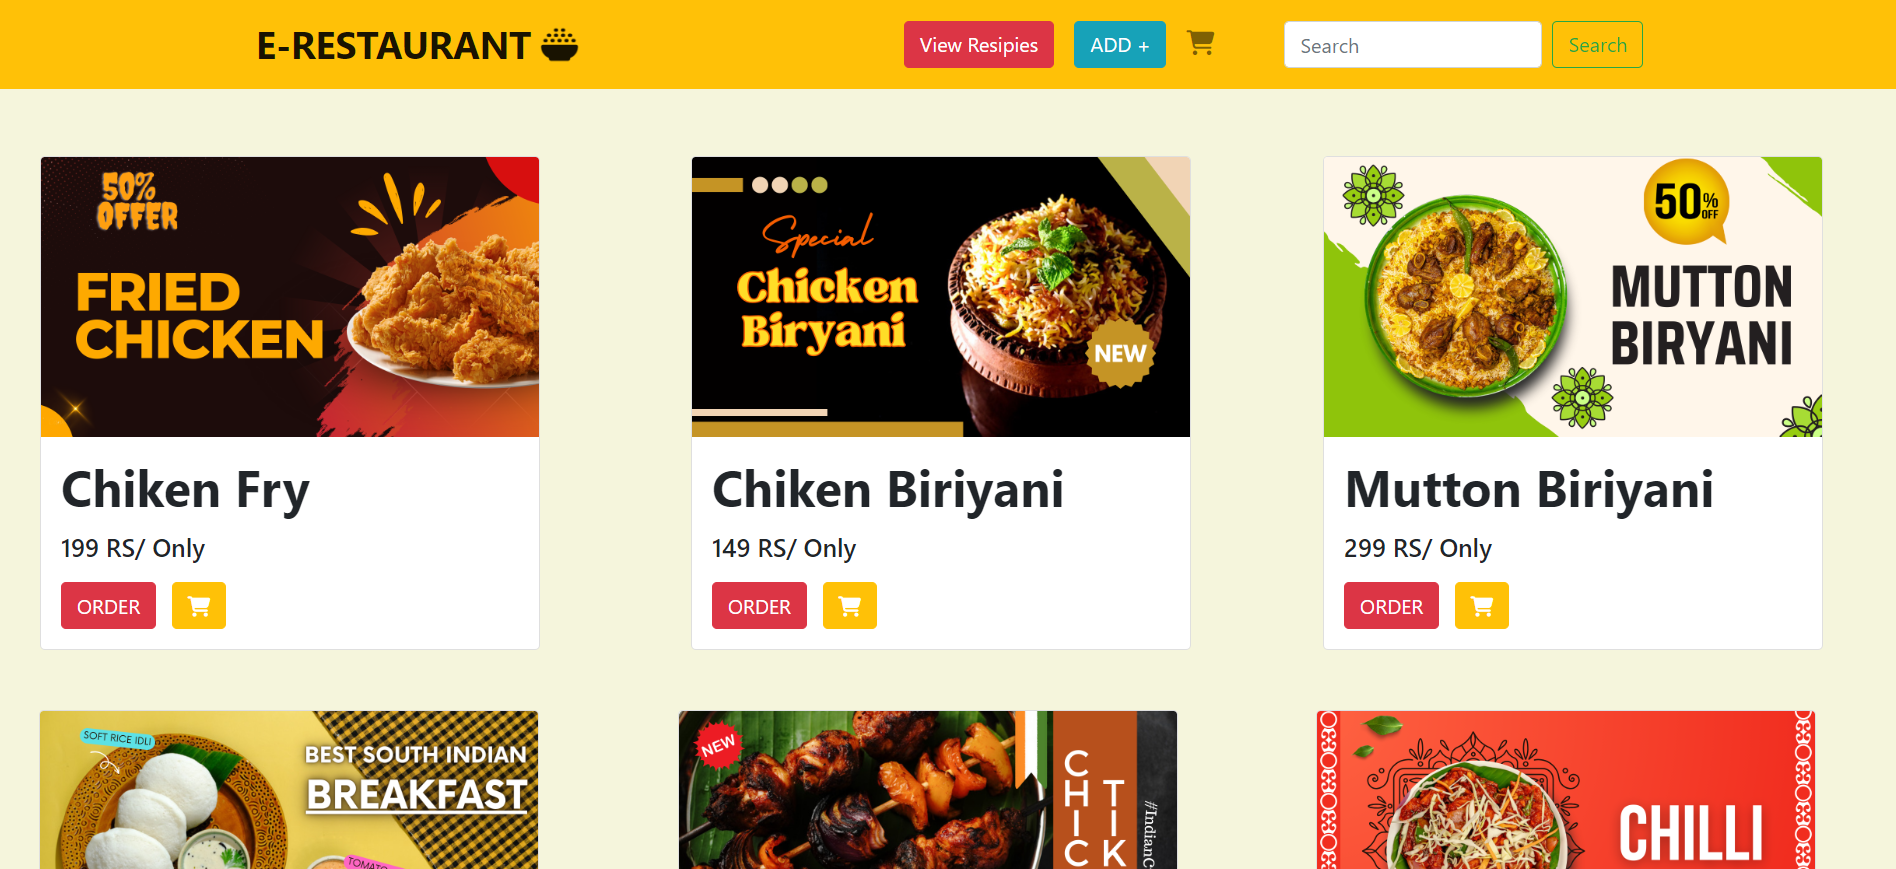 E-RESTAURANT
View Resipies
ADD +
Search
Search
50%
OFFER
FRIED
CHICKEN
Special
Chicken
Biryani
NEW
50%
OFF
MUTTON
BIRYANI
Chiken Fry
199 RS/ Only
ORDER
Chiken Biriyani
149 RS/ Only
ORDER
Mutton Biriyani
299 RS/ Only
ORDER
SOFT RICE IDLI
BEST SOUTH INDIAN
BREAKFAST
TOMATO
NEW
CHIC
TIK
#IndianC
CHILLI